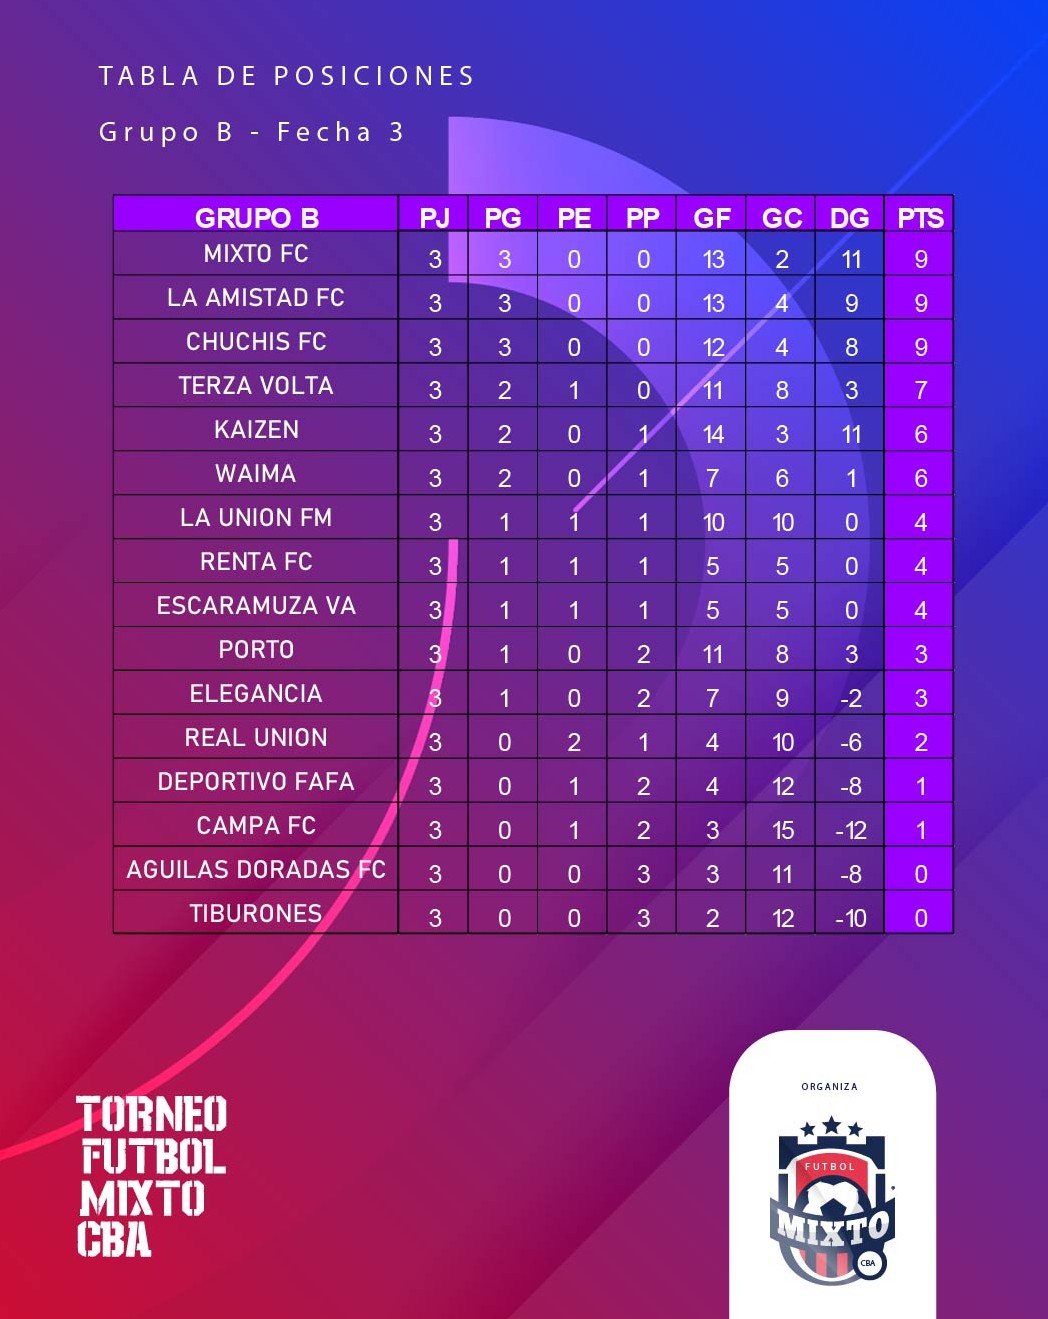 TABLA DE POSICIONES
Grupo B - Fecha 3
GRUPO B PJ PG PE PP GF GC DG PTS
MIXTO FC 3 3 0 0 13 2 11 9
LA AMISTAD FC 3 3 0 0 13 4 9 9
CHUCHIS FC 3 3 0 0 12 4 8 9
TERZA VOLTA 3 2 1 0 11 8 3 7
KAIZEN 3 2 0 1 14 3 11 6
WAIMA 3 2 0 1 7 6 1 6
LA UNION FM 3 1 1 1 10 10 0 4
RENTA FC 3 1 1 1 5 5 0 4
ESCARAMUZA VA 3 1 1 1 5 5 0 4
PORTO 3 1 0 2 11 8 3 3
ELEGANCIA 3 1 0 2 7 9 -2 3
REAL UNION 3 0 2 1 4 10 -6 2
DEPORTIVO FAFA 3 0 1 2 4 12 -8 1
CAMPA FC 3 0 1 2 3 15 -12 1
AGUILAS DORADAS FC 3 0 0 3 3 11 -8 0
TIBURONES 3 0 0 3 2 12 -10 0
TORNEO
FUTBOL
MIXTO
CBA
ORGANIZA
FUTBOL
MIXTO
CBA